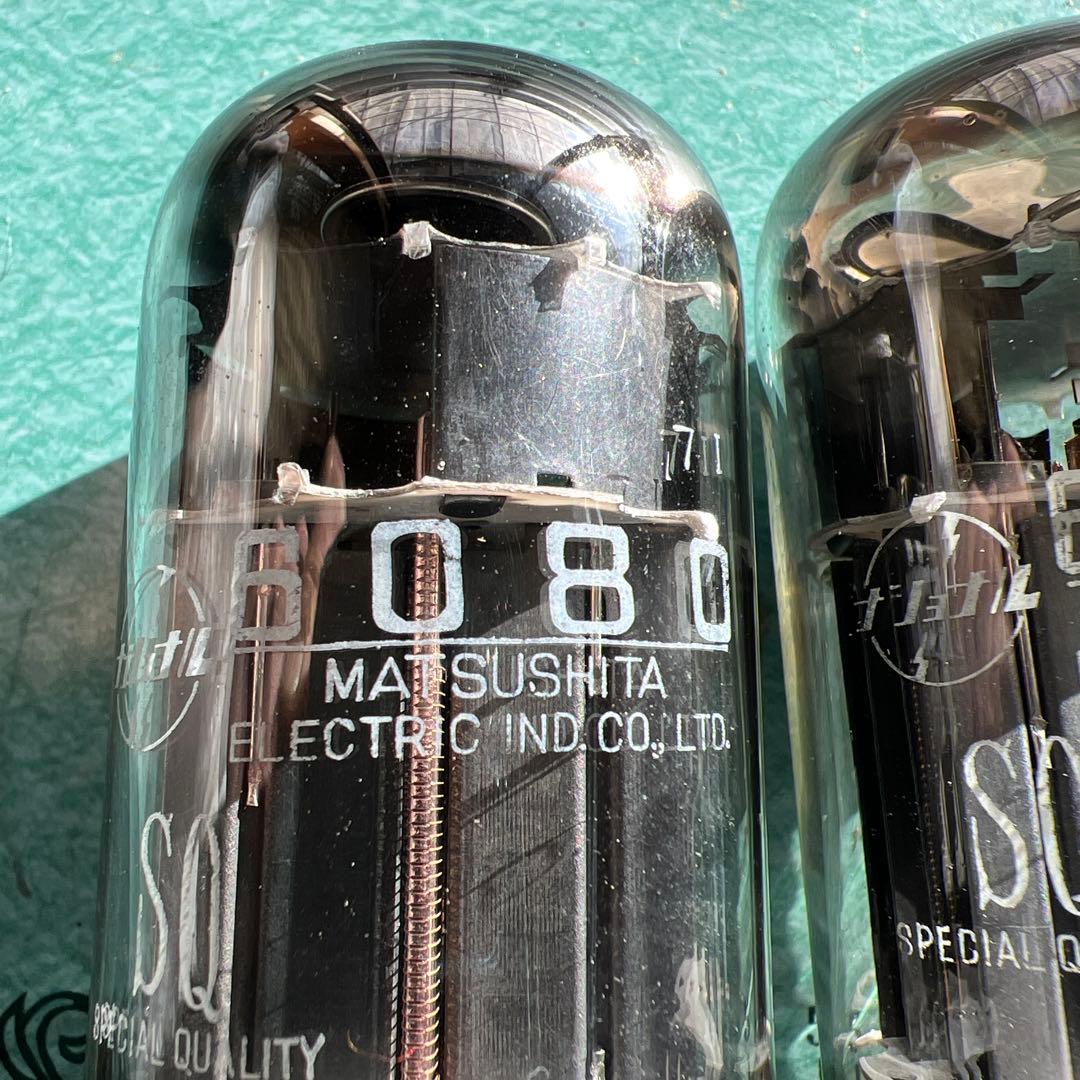 7711
6080
MATSUSHITA
ELECTRIC IND. CO., LTD.
ナショナル
SQ
SPECIAL QUALITY
ナショナル
SQ
SPECIAL Q